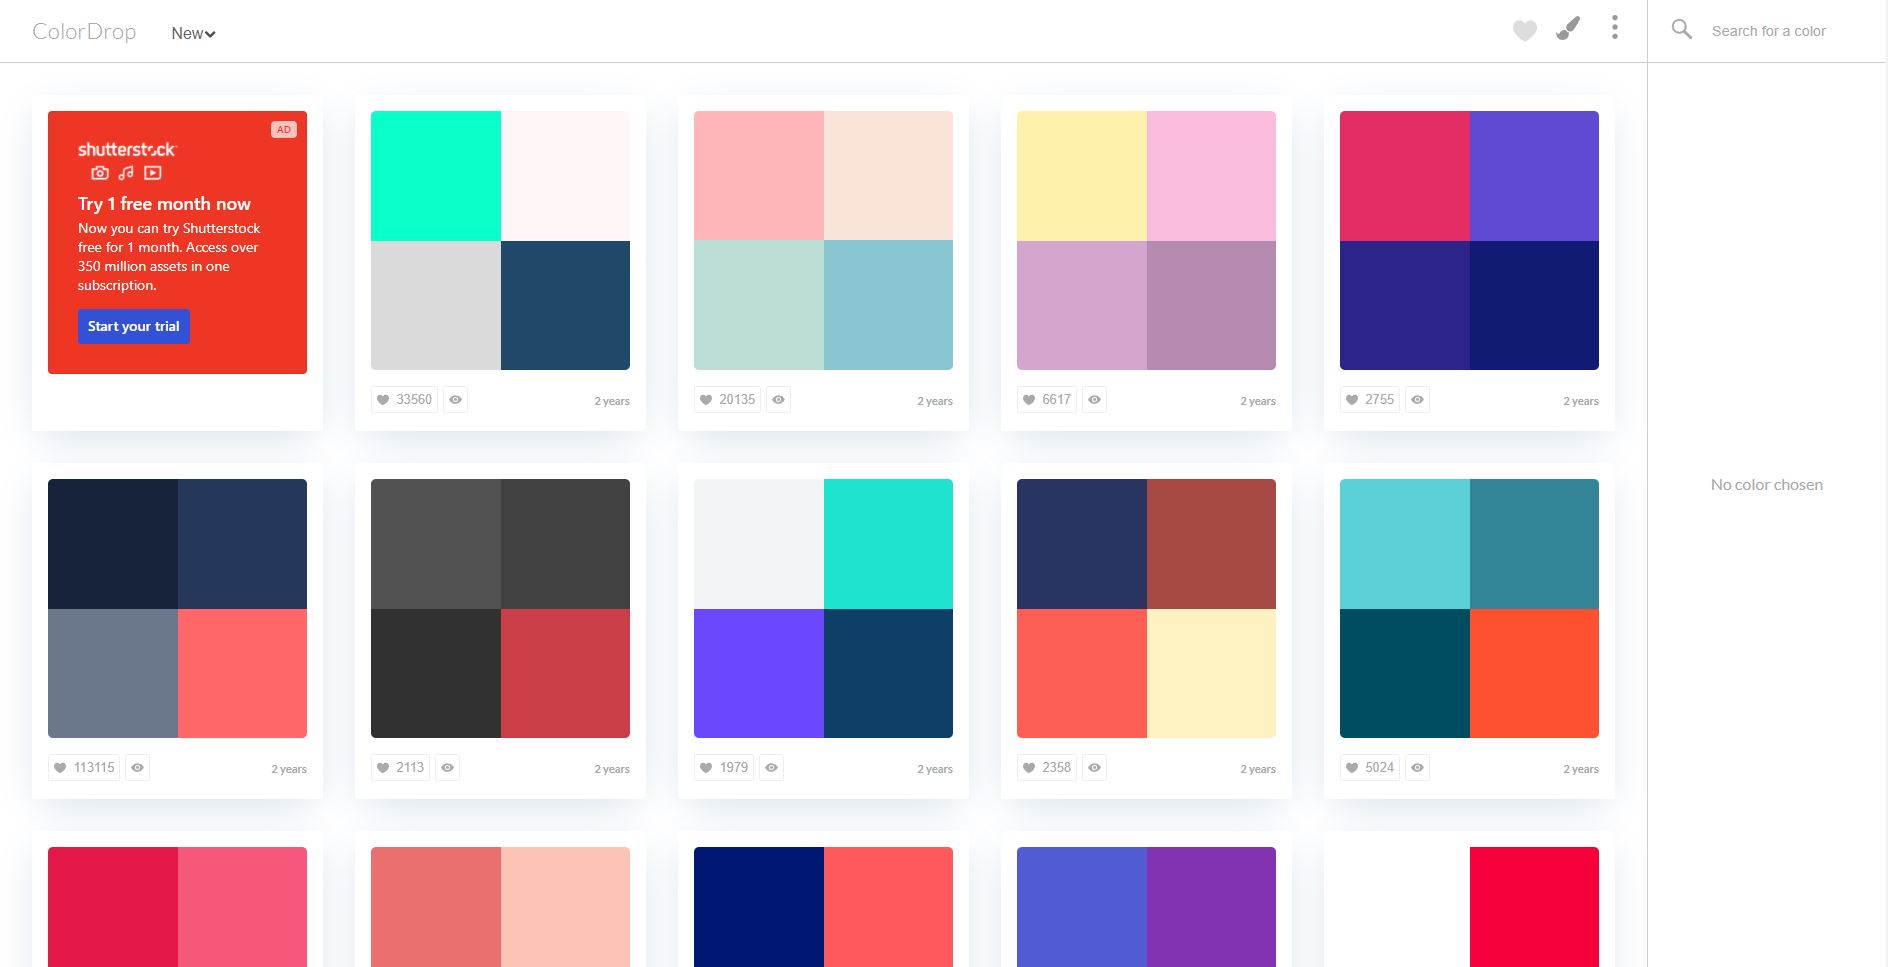 ColorDrop
New
Search for a color
AD
shutterstock
Try 1 free month now
Now you can try Shutterstock
free for 1 month. Access over
350 million assets in one
subscription.
Start your trial
33560
2 years
20135
2 years
6617
2 years
2755
2 years
No color chosen
113115
2 years
2113
2 years
1979
2 years
2358
2 years
5024
2 years